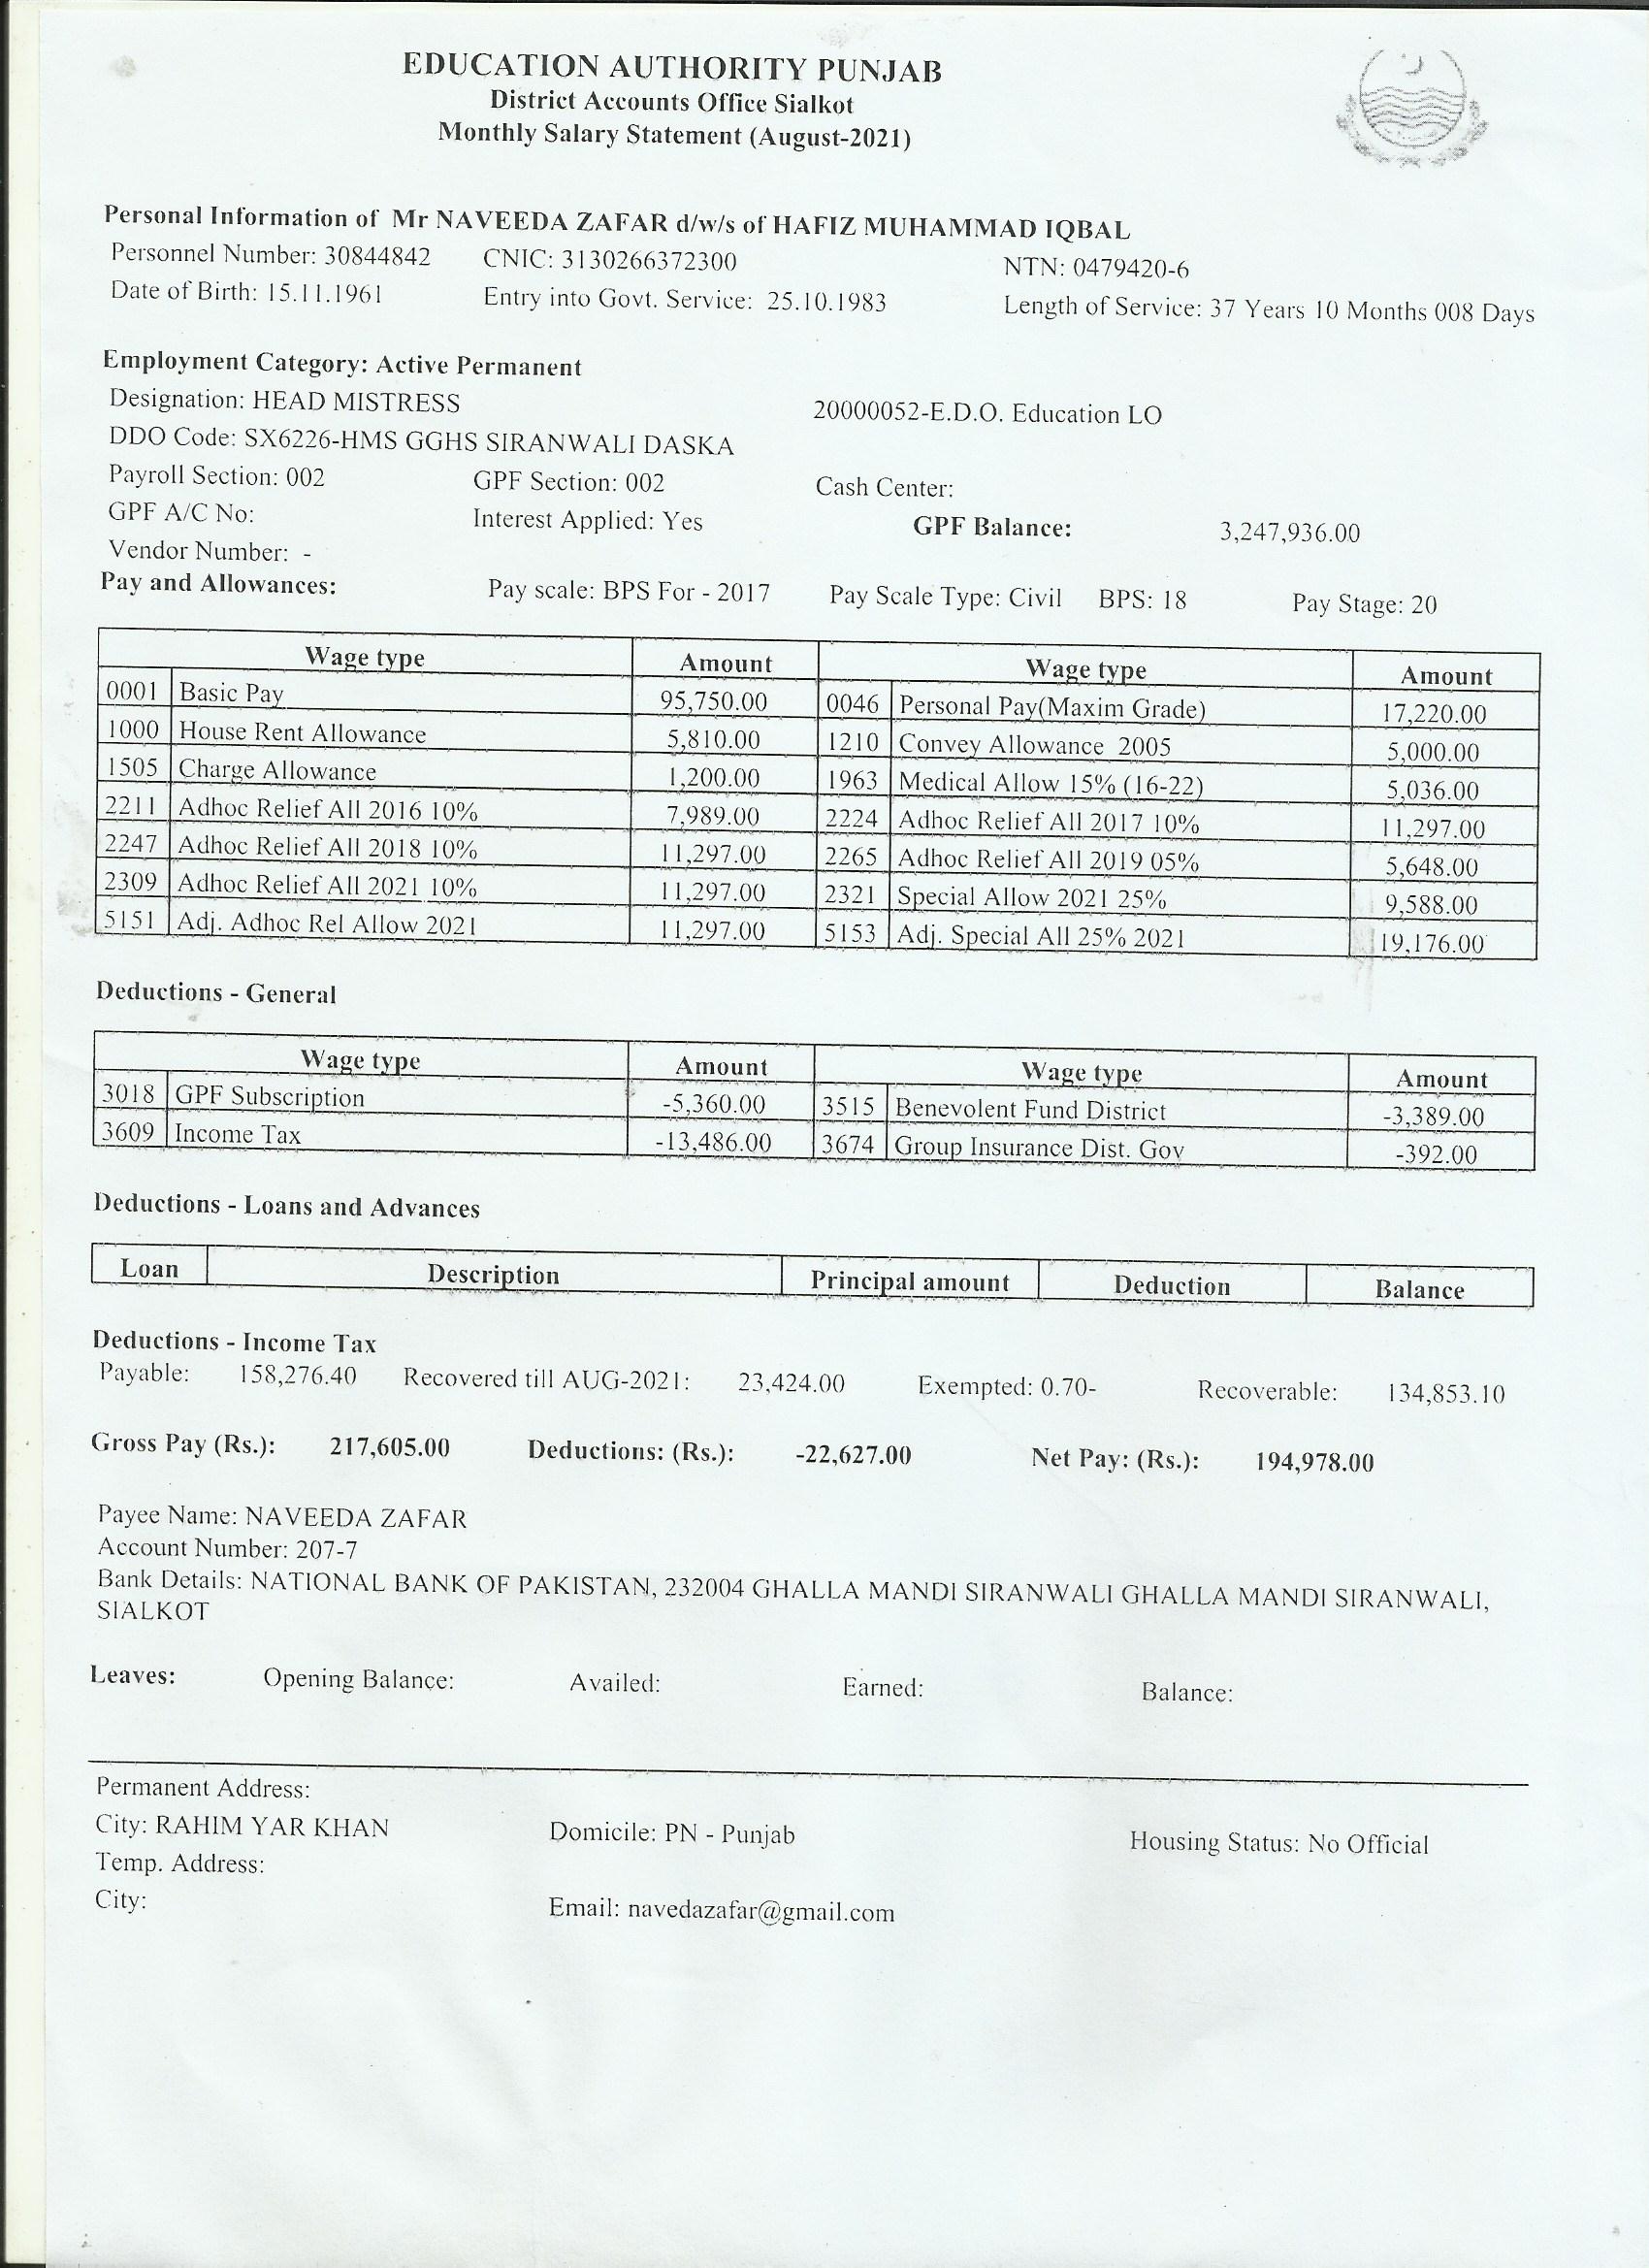 EDUCATION AUTHORITY PUNJAB
District Accounts Office Sialkot
Monthly Salary Statement (August-2021)
Personal Information of Mr NAVEEDA ZAFAR d/w/s of HAFIZ MUHAMMAD IQBAL
Personnel Number: 30844842 CNIC: 3130266372300 NTN: 0479420-6
Date of Birth: 15.11.1961 Entry into Govt. Service: 25.10.1983 Length of Service: 37 Years 10 Months 008 Days
Employment Category: Active Permanent
Designation: HEAD MISTRESS 20000052-E.D.O. Education LO
DDO Code: SX6226-HMS GGHS SIRANWALI DASKA
Payroll Section: 002 GPF Section: 002 Cash Center:
GPF A/C No: Interest Applied: Yes GPF Balance: 3,247,936.00
Vendor Number: -
Pay and Allowances: Pay scale: BPS For - 2017 Pay Scale Type: Civil BPS: 18 Pay Stage: 20
Wage type Amount Wage type Amount
0001 Basic Pay 95,750.00 0046 Personal Pay(Maxim Grade) 17,220.00
1000 House Rent Allowance 5,810.00 1210 Convey Allowance 2005 5,000.00
1505 Charge Allowance 1,200.00 1963 Medical Allow 15% (16-22) 5,036.00
2211 Adhoc Relief All 2016 10% 7,989.00 2224 Adhoc Relief All 2017 10% 11,297.00
2247 Adhoc Relief All 2018 10% 11,297.00 2265 Adhoc Relief All 2019 05% 5,648.00
2309 Adhoc Relief All 2021 10% 11,297.00 2321 Special Allow 2021 25% 9,588.00
5151 Adj. Adhoc Rel Allow 2021 11,297.00 5153 Adj. Special All 25% 2021 19,176.00
Deductions - General
Wage type Amount Wage type Amount
3018 GPF Subscription -5,360.00 3515 Benevolent Fund District -3,389.00
3609 Income Tax -13,486.00 3674 Group Insurance Dist. Gov -392.00
Deductions - Loans and Advances
Loan Description Principal amount Deduction Balance
Deductions - Income Tax
Payable: 158,276.40 Recovered till AUG-2021: 23,424.00 Exempted: 0.70- Recoverable: 134,853.10
Gross Pay (Rs.): 217,605.00 Deductions: (Rs.): -22,627.00 Net Pay: (Rs.): 194,978.00
Payee Name: NAVEEDA ZAFAR
Account Number: 207-7
Bank Details: NATIONAL BANK OF PAKISTAN, 232004 GHALLA MANDI SIRANWALI GHALLA MANDI SIRANWALI,
SIALKOT
Leaves: Opening Balance: Availed: Earned: Balance:
Permanent Address:
City: RAHIM YAR KHAN Domicile: PN - Punjab Housing Status: No Official
Temp. Address:
City: Email: navedazafar@gmail.com